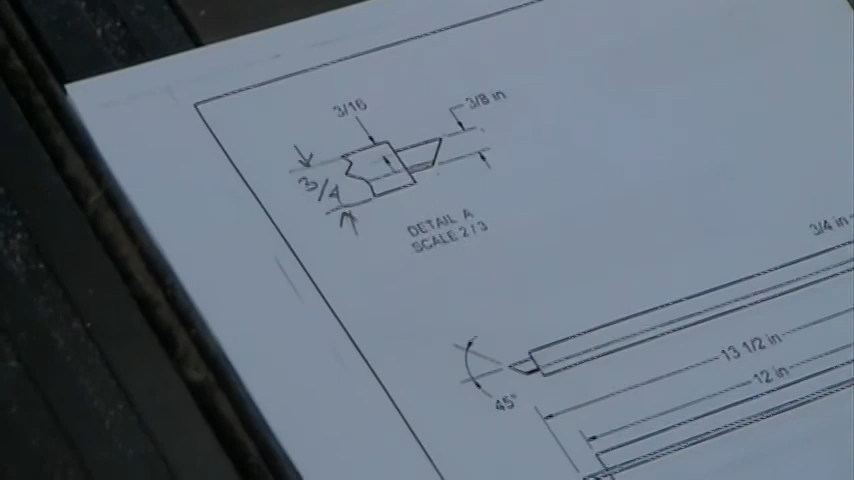 3/16
3/8 in
3/4
DETAIL A
SCALE 2 / 3
3/4 in
13 1/2 in
12 in
45°